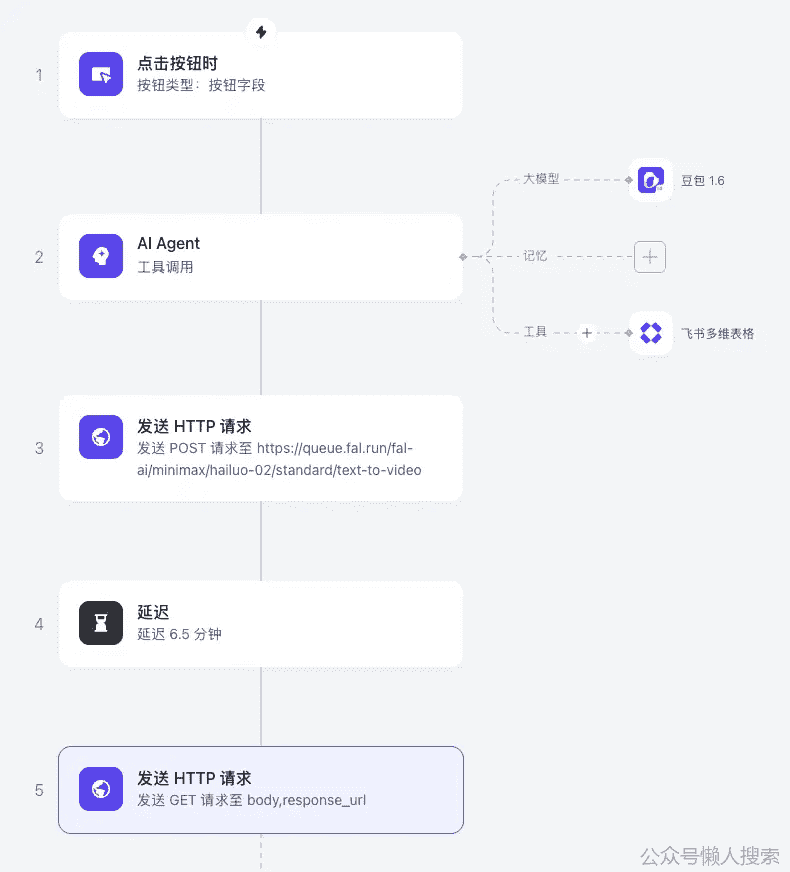 1
点击按钮时
按钮类型：按钮字段
2
AI Agent
工具调用
大模型
豆包 1.6
记忆
工具
飞书多维表格
3
发送 HTTP 请求
发送 POST 请求至 https://queue.fal.run/fal-
ai/minimax/hailuo-02/standard/text-to-video
4
延迟
延迟 6.5 分钟
5
发送 HTTP 请求
发送 GET 请求至 body,response_url
公众号懒人搜索